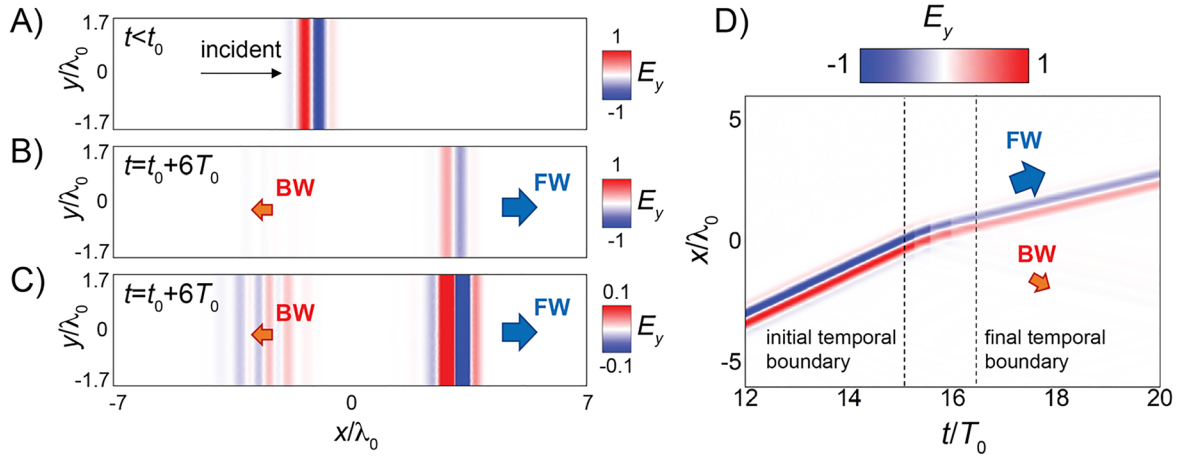 A)
t<t0
incident
1.7
0
-1.7
y/λ0
1
Ey
-1
B)
t=t0+6T0
BW
FW
1.7
0
-1.7
y/λ0
1
Ey
-1
C)
t=t0+6T0
BW
FW
1.7
0
-1.7
y/λ0
0.1
Ey
-0.1
-7
0
7
x/λ0
D)
Ey
-1
1
5
0
-5
x/λ0
FW
BW
initial temporal
boundary
final temporal
boundary
12
14
16
18
20
t/T0